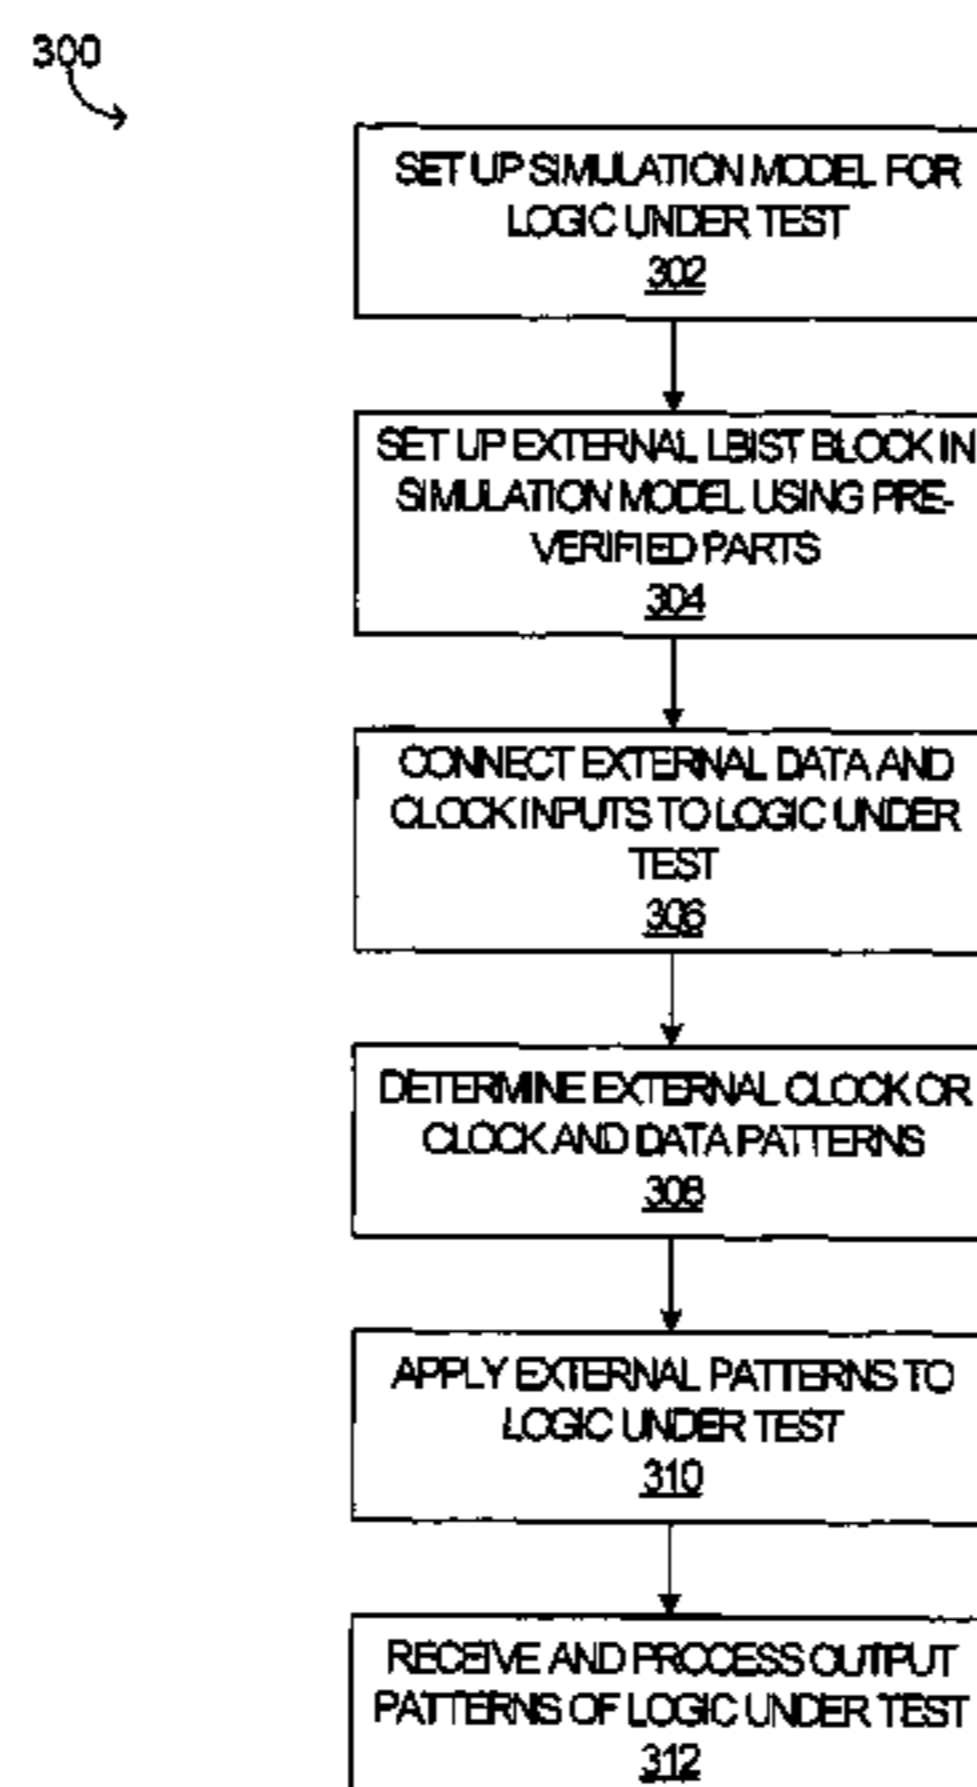 300
SET UP SIMULATION MODEL FOR
LOGIC UNDER TEST
302
SET UP EXTERNAL LBIST BLOCK IN
SIMULATION MODEL USING PRE-
VERIFIED PARTS
304
CONNECT EXTERNAL DATA AND
CLOCK INPUTS TO LOGIC UNDER
TEST
306
DETERMINE EXTERNAL CLOCK OR
CLOCK AND DATA PATTERNS
308
APPLY EXTERNAL PATTERNS TO
LOGIC UNDER TEST
310
RECEIVE AND PROCESS OUTPUT
PATTERNS OF LOGIC UNDER TEST
312